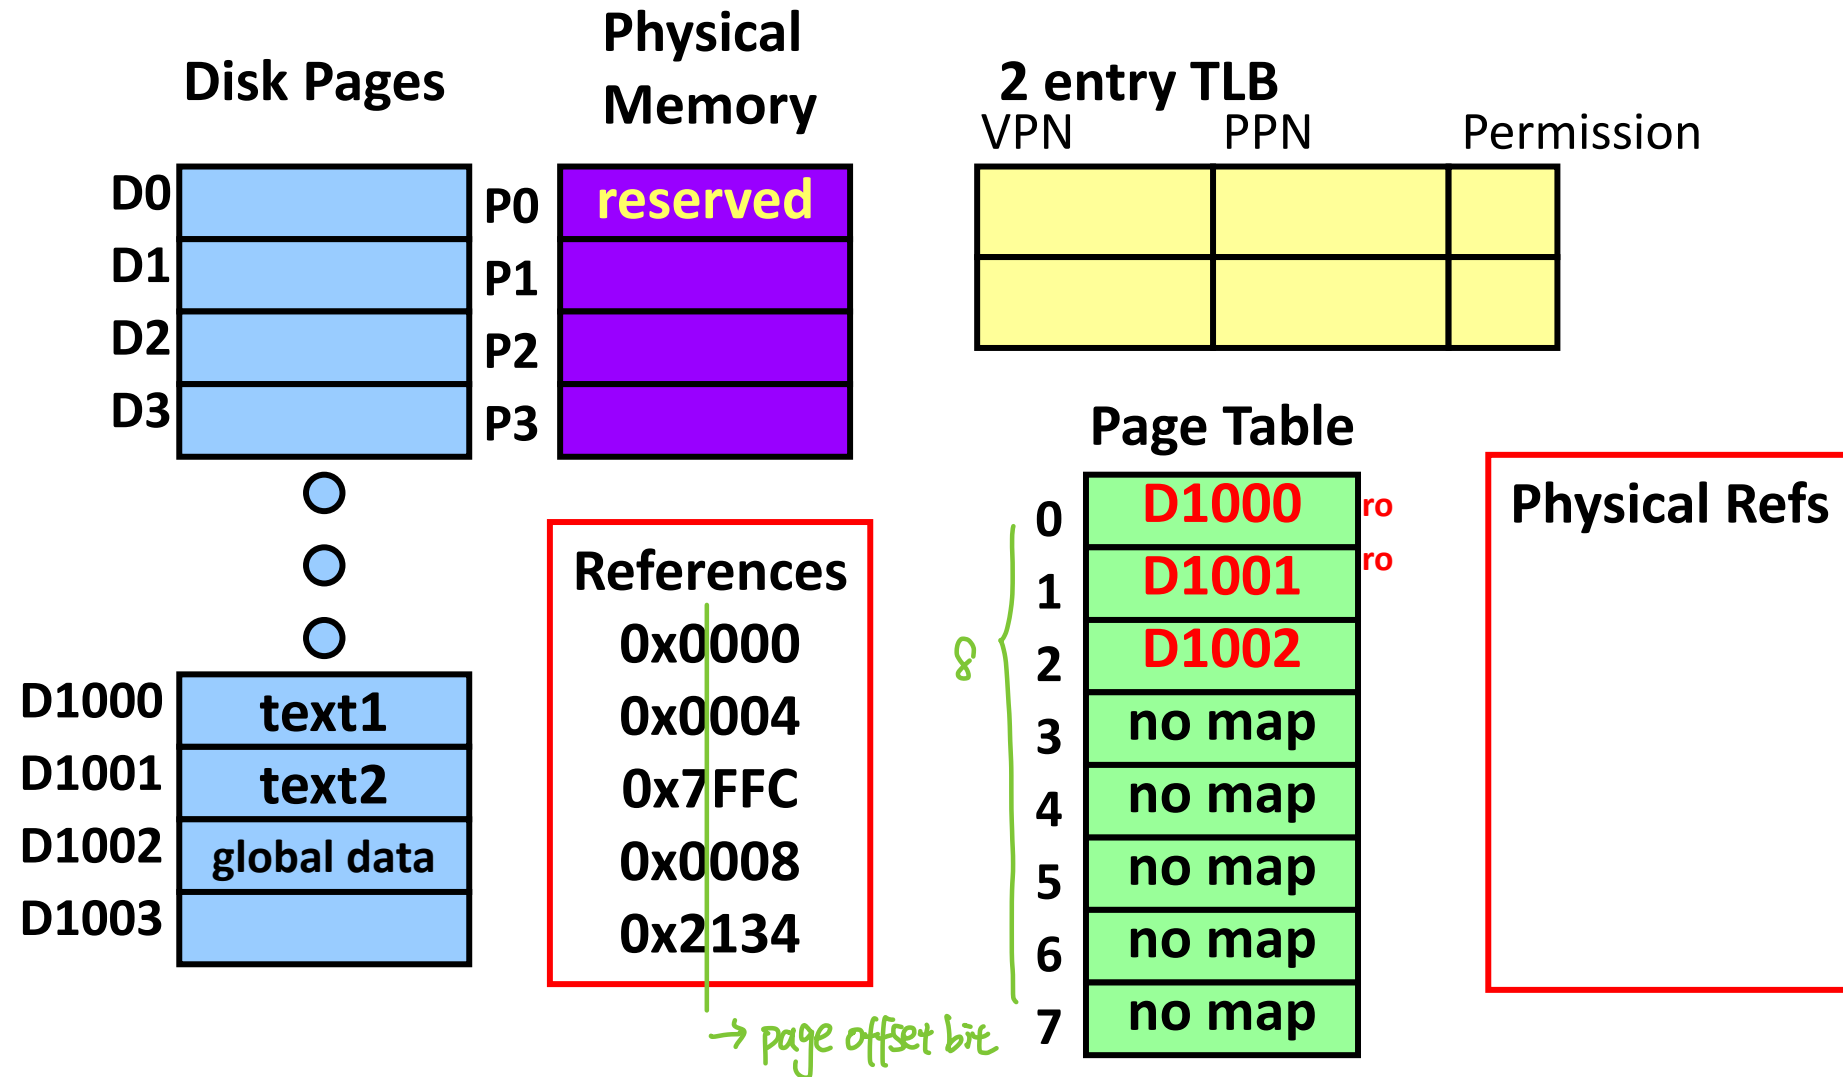 Disk Pages
D0
D1
D2
D3
D1000 text1
D1001 text2
D1002 global data
D1003
Physical
Memory
P0 reserved
P1
P2
P3
References
0x0000
0x0004
0x7FFC
0x0008
0x2134
→ page offset bit
2 entry TLB
VPN PPN Permission
Page Table
8
0 D1000 ro
1 D1001 ro
2 D1002
3 no map
4 no map
5 no map
6 no map
7 no map
Physical Refs